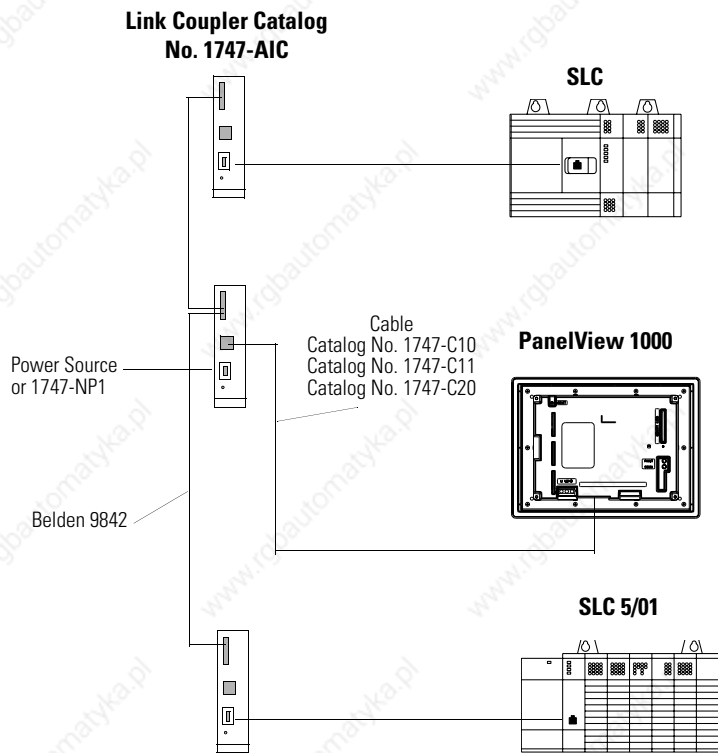 Link Coupler Catalog
No. 1747-AIC
SLC
Cable
Catalog No. 1747-C10
Catalog No. 1747-C11
Catalog No. 1747-C20
PanelView 1000
Power Source
or 1747-NP1
Belden 9842
SLC 5/01
www.rgbautomatyka.pl